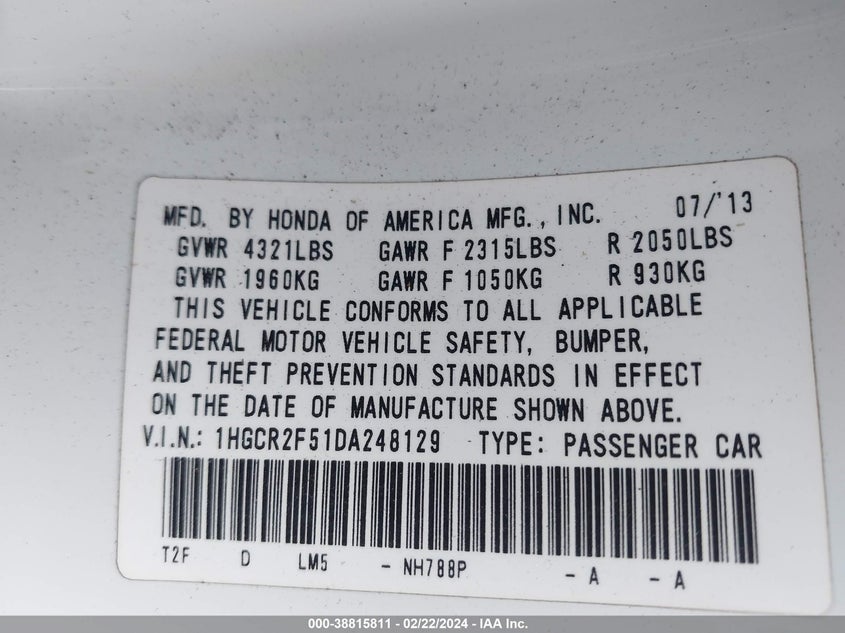 MFD. BY HONDA OF AMERICA MFG., INC. 07/'13
GVWR 4321LBS GAWR F 2315LBS R 2050LBS
GVWR 1960KG GAWR F 1050KG R 930KG
THIS VEHICLE CONFORMS TO ALL APPLICABLE
FEDERAL MOTOR VEHICLE SAFETY, BUMPER,
AND THEFT PREVENTION STANDARDS IN EFFECT
ON THE DATE OF MANUFACTURE SHOWN ABOVE.
V.I.N.: 1HGCR2F51DA248129 TYPE: PASSENGER CAR
T2F D LM5 - NH788P - A - A
000-38815811 - 02/22/2024 - IAA Inc.